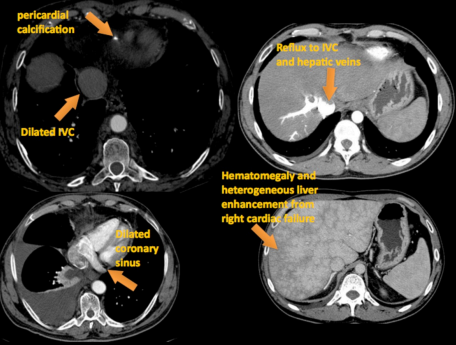 pericardial
calcification
Dilated IVC
Reflux to IVC
and hepatic veins
Dilated
coronary
sinus
Hematomegaly and
heterogeneous liver
enhancement from
right cardiac failure